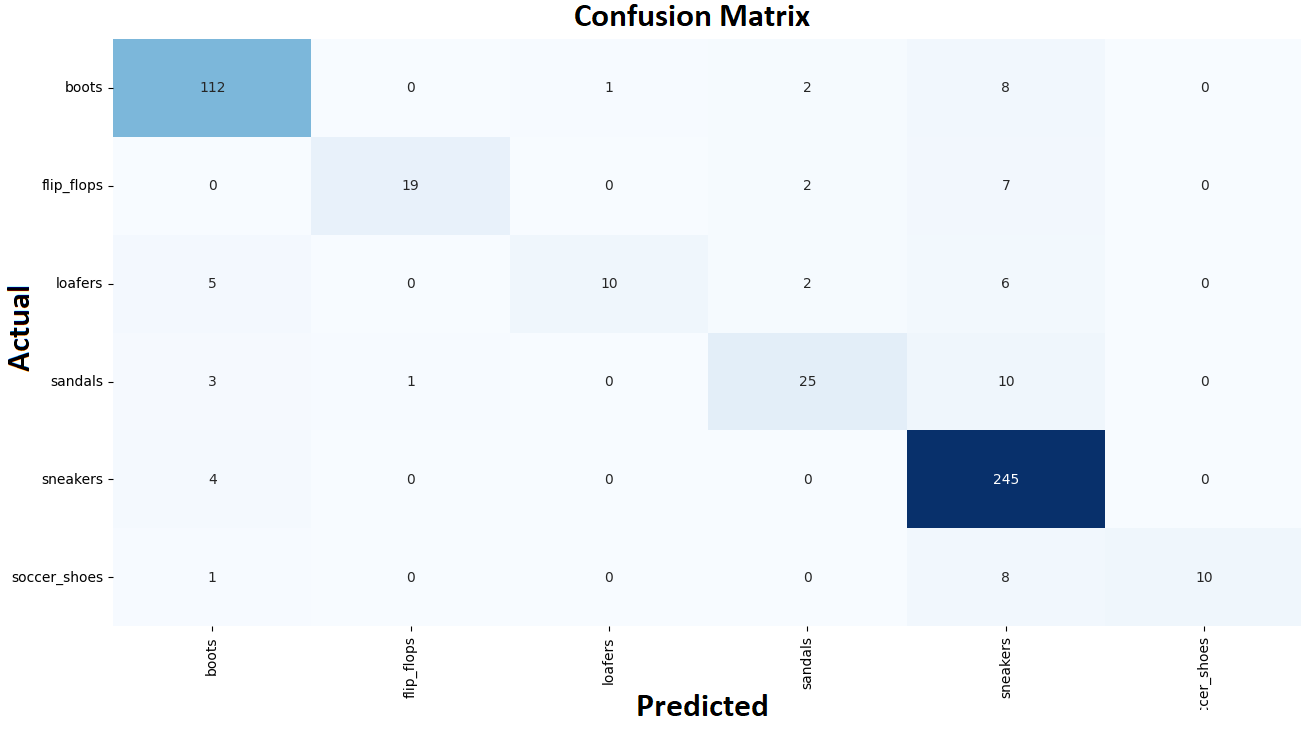 Confusion Matrix
boots 112 0 1 2 8 0
flip_flops 0 19 0 2 7 0
loafers 5 0 10 2 6 0
sandals 3 1 0 25 10 0
sneakers 4 0 0 0 245 0
soccer_shoes 1 0 0 0 8 10
Actual
boots flip_flops loafers sandals sneakers ccer_shoes
Predicted